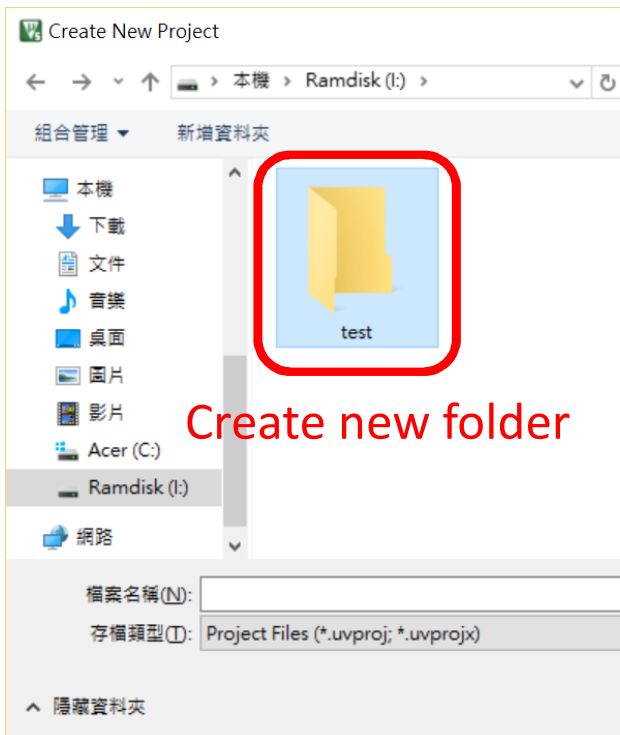 Create New Project
本機 › Ramdisk (I:) ›
組合管理 新增資料夾
本機
下載
文件
音樂
桌面
圖片
影片
Acer (C:)
Ramdisk (I:)
網路
test
Create new folder
檔案名稱(N):
存檔類型(T): Project Files (*.uvproj; *.uvprojx)
隱藏資料夾